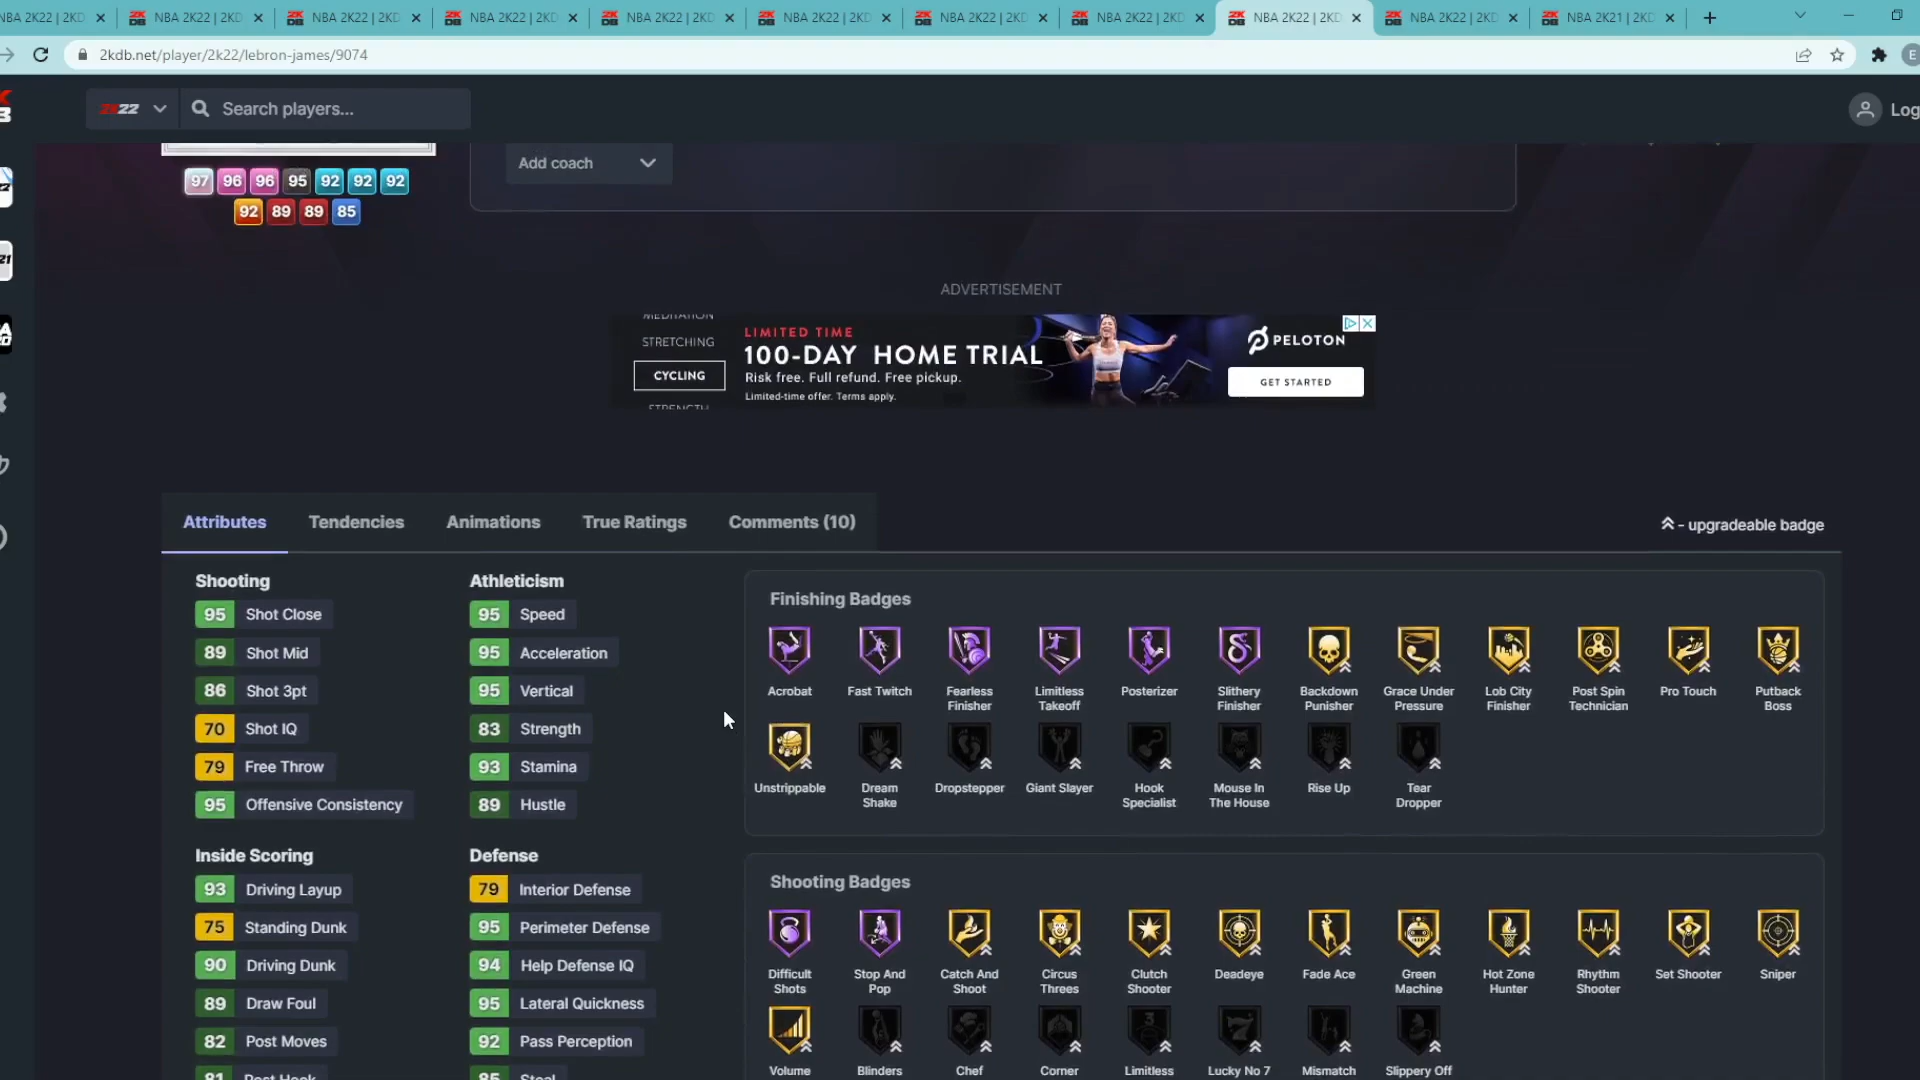 NBA 2K22 | 2KD
NBA 2K22 | 2KD
NBA 2K22 | 2KD
NBA 2K22 | 2KD
NBA 2K22 | 2KD
NBA 2K22 | 2KD
NBA 2K22 | 2KD
NBA 2K22 | 2KD
NBA 2K22 | 2KD
NBA 2K22 | 2KD
NBA 2K21 | 2KD
2kdb.net/player/2k22/lebron-james/9074
E
2K22
Search players...
Log
Add coach
97 96 96 95 92 92 92
92 89 89 85
ADVERTISEMENT
MEDITATION
STRETCHING
CYCLING
STRENGTH
LIMITED TIME
100-DAY HOME TRIAL
Risk free. Full refund. Free pickup.
Limited-time offer. Terms apply.
PELOTON
GET STARTED
Attributes
Tendencies
Animations
True Ratings
Comments (10)
- upgradeable badge
Shooting
95 Shot Close
89 Shot Mid
86 Shot 3pt
70 Shot IQ
79 Free Throw
95 Offensive Consistency
Inside Scoring
93 Driving Layup
75 Standing Dunk
90 Driving Dunk
89 Draw Foul
82 Post Moves
81 Post Hook
Athleticism
95 Speed
95 Acceleration
95 Vertical
83 Strength
93 Stamina
89 Hustle
Defense
79 Interior Defense
95 Perimeter Defense
94 Help Defense IQ
95 Lateral Quickness
92 Pass Perception
85 Steal
Finishing Badges
Acrobat
Fast Twitch
Fearless
Finisher
Limitless
Takeoff
Posterizer
Slithery
Finisher
Backdown
Punisher
Grace Under
Pressure
Lob City
Finisher
Post Spin
Technician
Pro Touch
Putback
Boss
Unstrippable
Dream
Shake
Dropstepper
Giant Slayer
Hook
Specialist
Mouse In
The House
Rise Up
Tear
Dropper
Shooting Badges
Difficult
Shots
Stop And
Pop
Catch And
Shoot
Circus
Threes
Clutch
Shooter
Deadeye
Fade Ace
Green
Machine
Hot Zone
Hunter
Rhythm
Shooter
Set Shooter
Sniper
Volume
Blinders
Chef
Corner
Limitless
Lucky No 7
Mismatch
Slippery Off